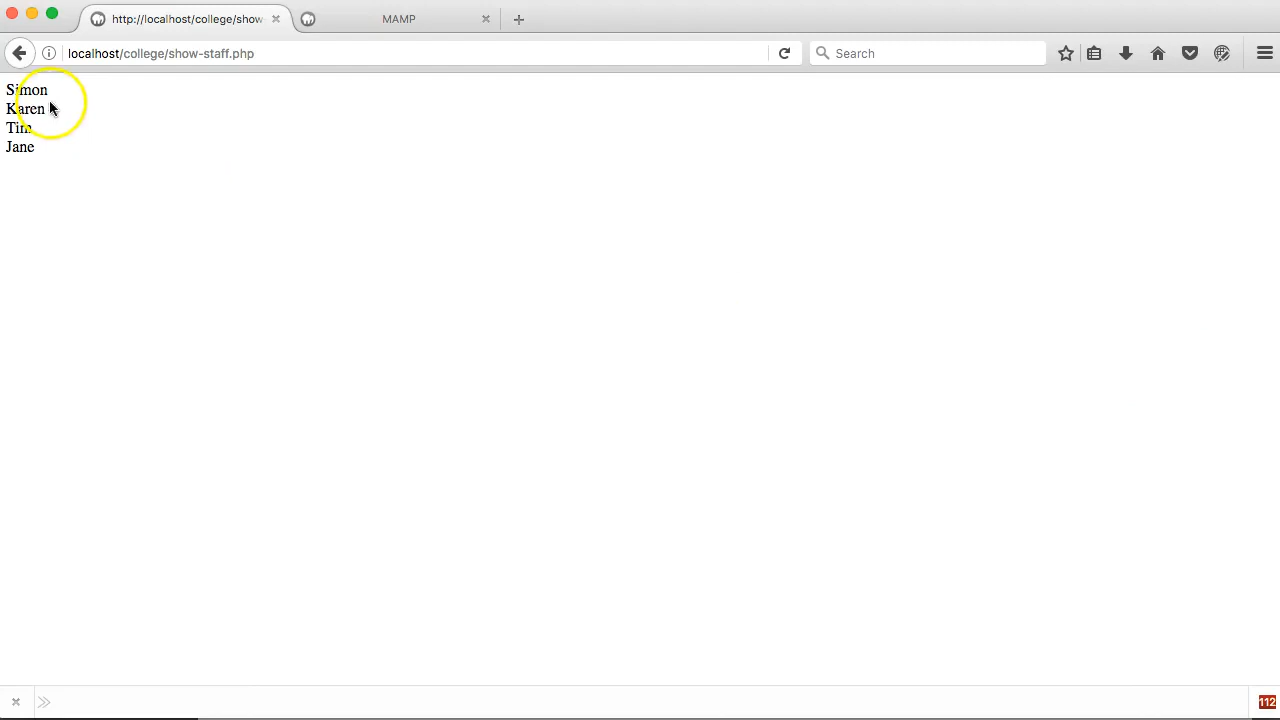 http://localhost/college/show
MAMP
localhost/college/show-staff.php
Search
Simon
Karen
Tim
Jane
112